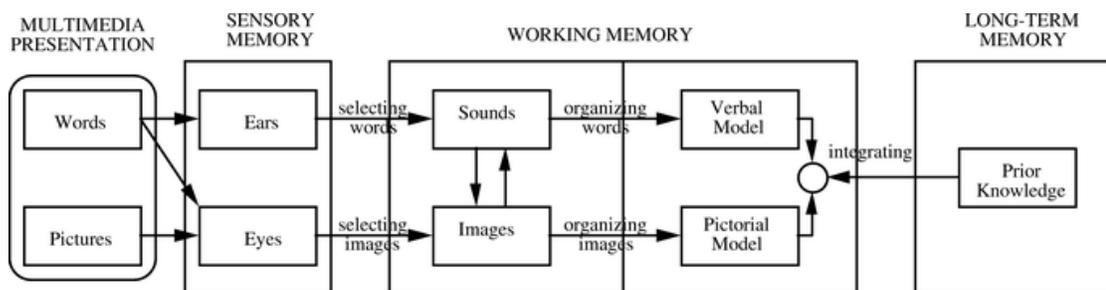 MULTIMEDIA
PRESENTATION
SENSORY
MEMORY
WORKING MEMORY
LONG-TERM
MEMORY
Words
Ears
selecting
words
Sounds
organizing
words
Verbal
Model
integrating
Prior
Knowledge
Pictures
Eyes
selecting
images
Images
organizing
images
Pictorial
Model